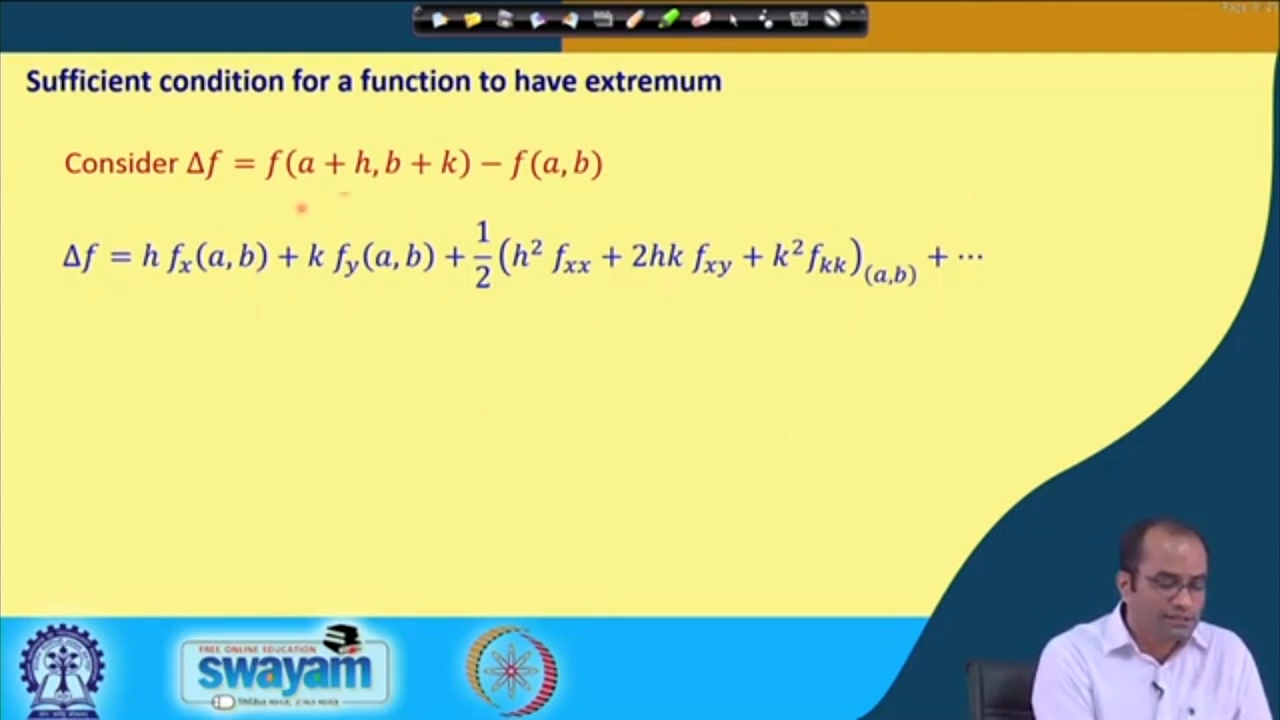 Sufficient condition for a function to have extremum
Consider Δf = f(a + h, b + k) − f(a, b)
Δf = h f_x(a, b) + k f_y(a, b) + 1/2 (h² f_xx + 2hk f_xy + k² f_kk)_(a,b) + ⋯
FREE ONLINE EDUCATION
swayam